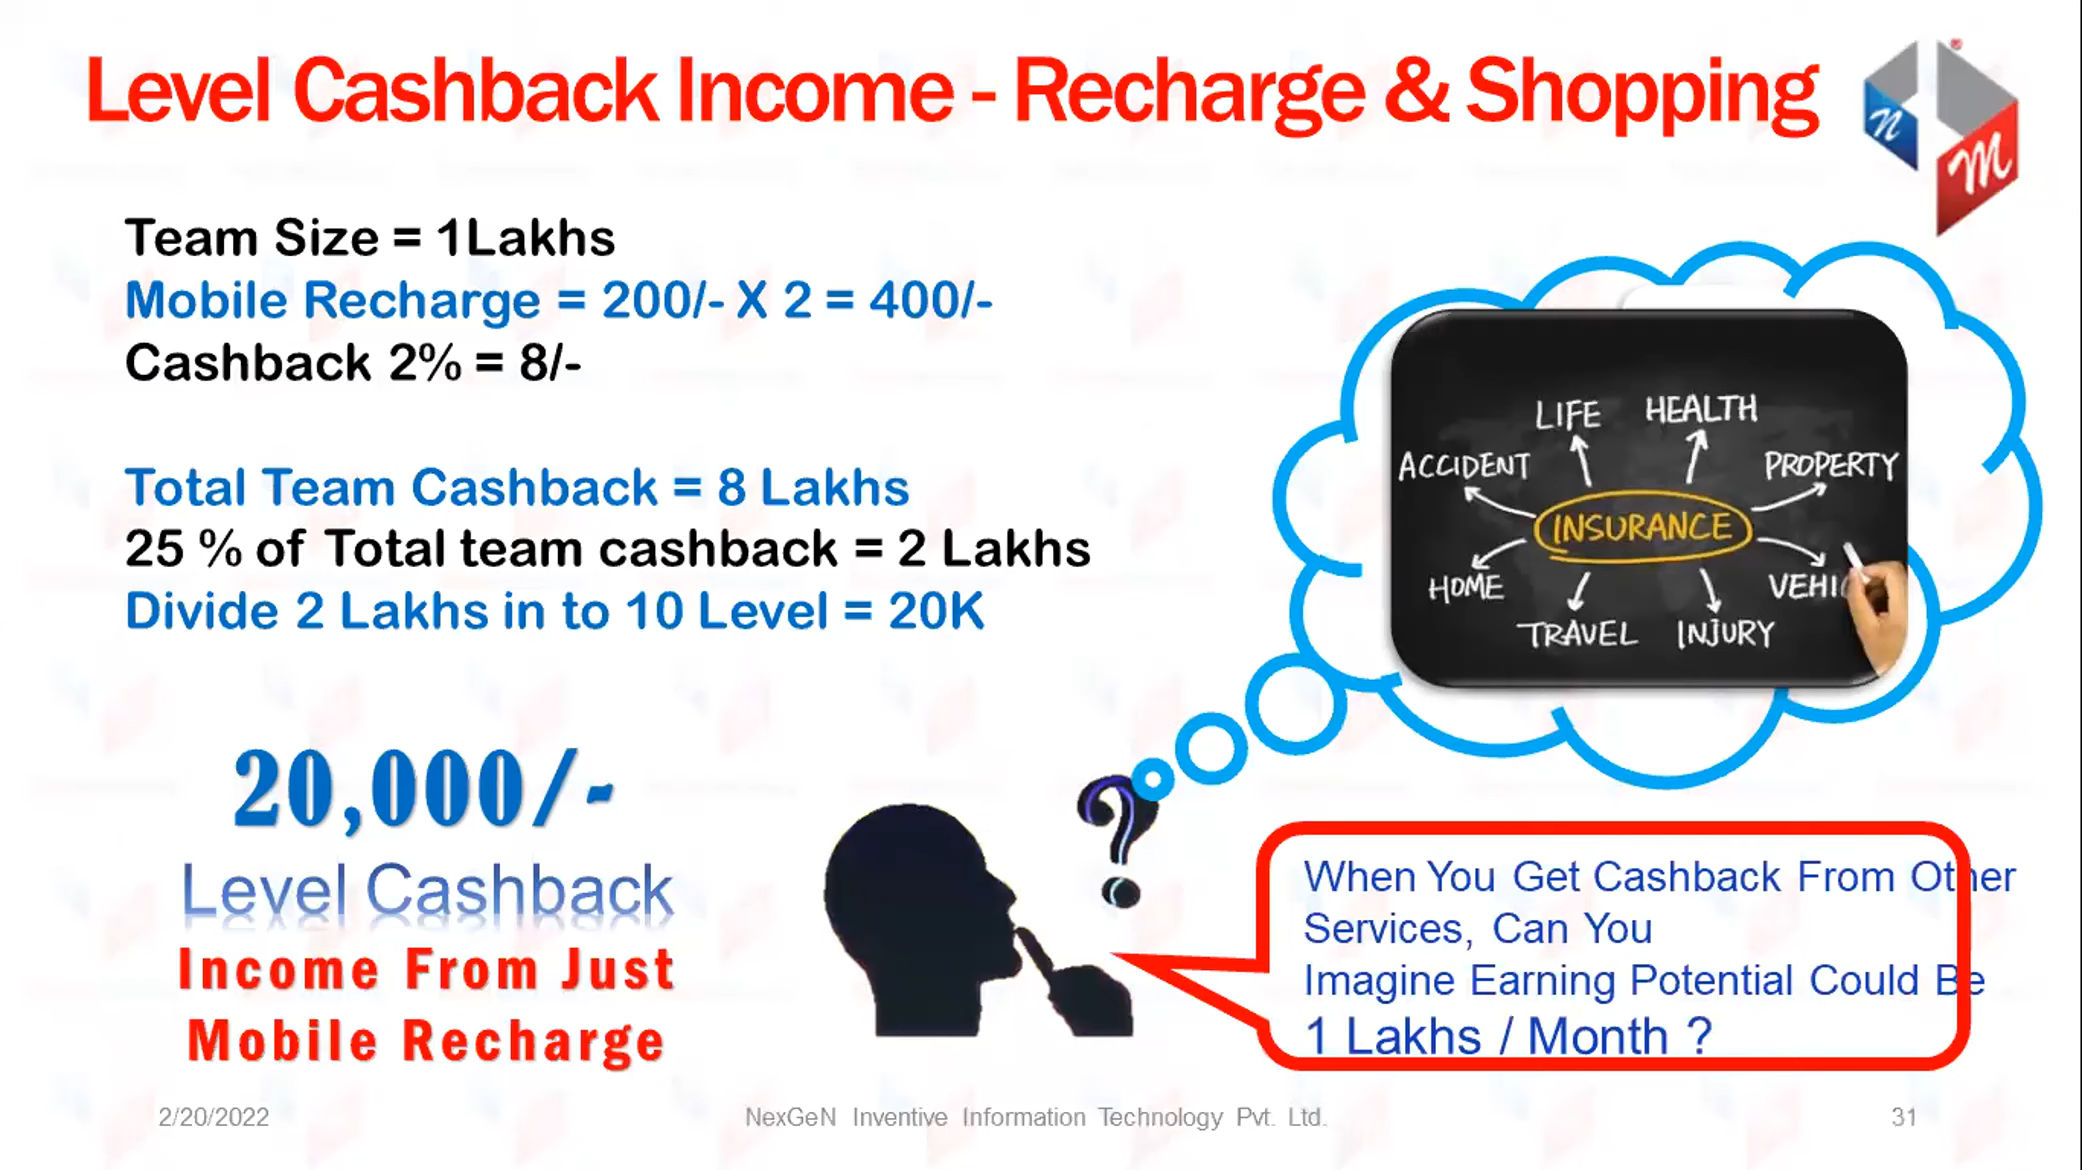 Level Cashback Income - Recharge & Shopping
n
m
Team Size = 1Lakhs
Mobile Recharge = 200/- X 2 = 400/-
Cashback 2% = 8/-
Total Team Cashback = 8 Lakhs
25 % of Total team cashback = 2 Lakhs
Divide 2 Lakhs in to 10 Level = 20K
LIFE HEALTH
ACCIDENT PROPERTY
INSURANCE
HOME VEHIC
TRAVEL INJURY
20,000/-
Level Cashback
Income From Just
Mobile Recharge
?
When You Get Cashback From Other
Services, Can You
Imagine Earning Potential Could Be
1 Lakhs / Month ?
2/20/2022 NexGeN Inventive Information Technology Pvt. Ltd. 31